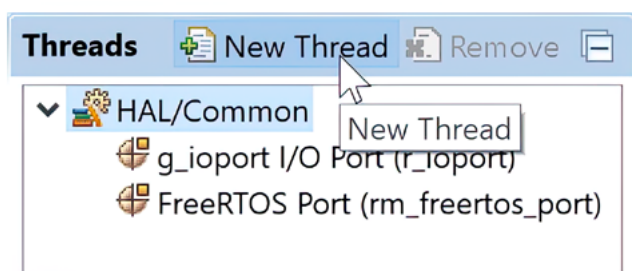 Threads New Thread Remove
HAL/Common
New Thread
g_ioport I/O Port (r_ioport)
FreeRTOS Port (rm_freertos_port)